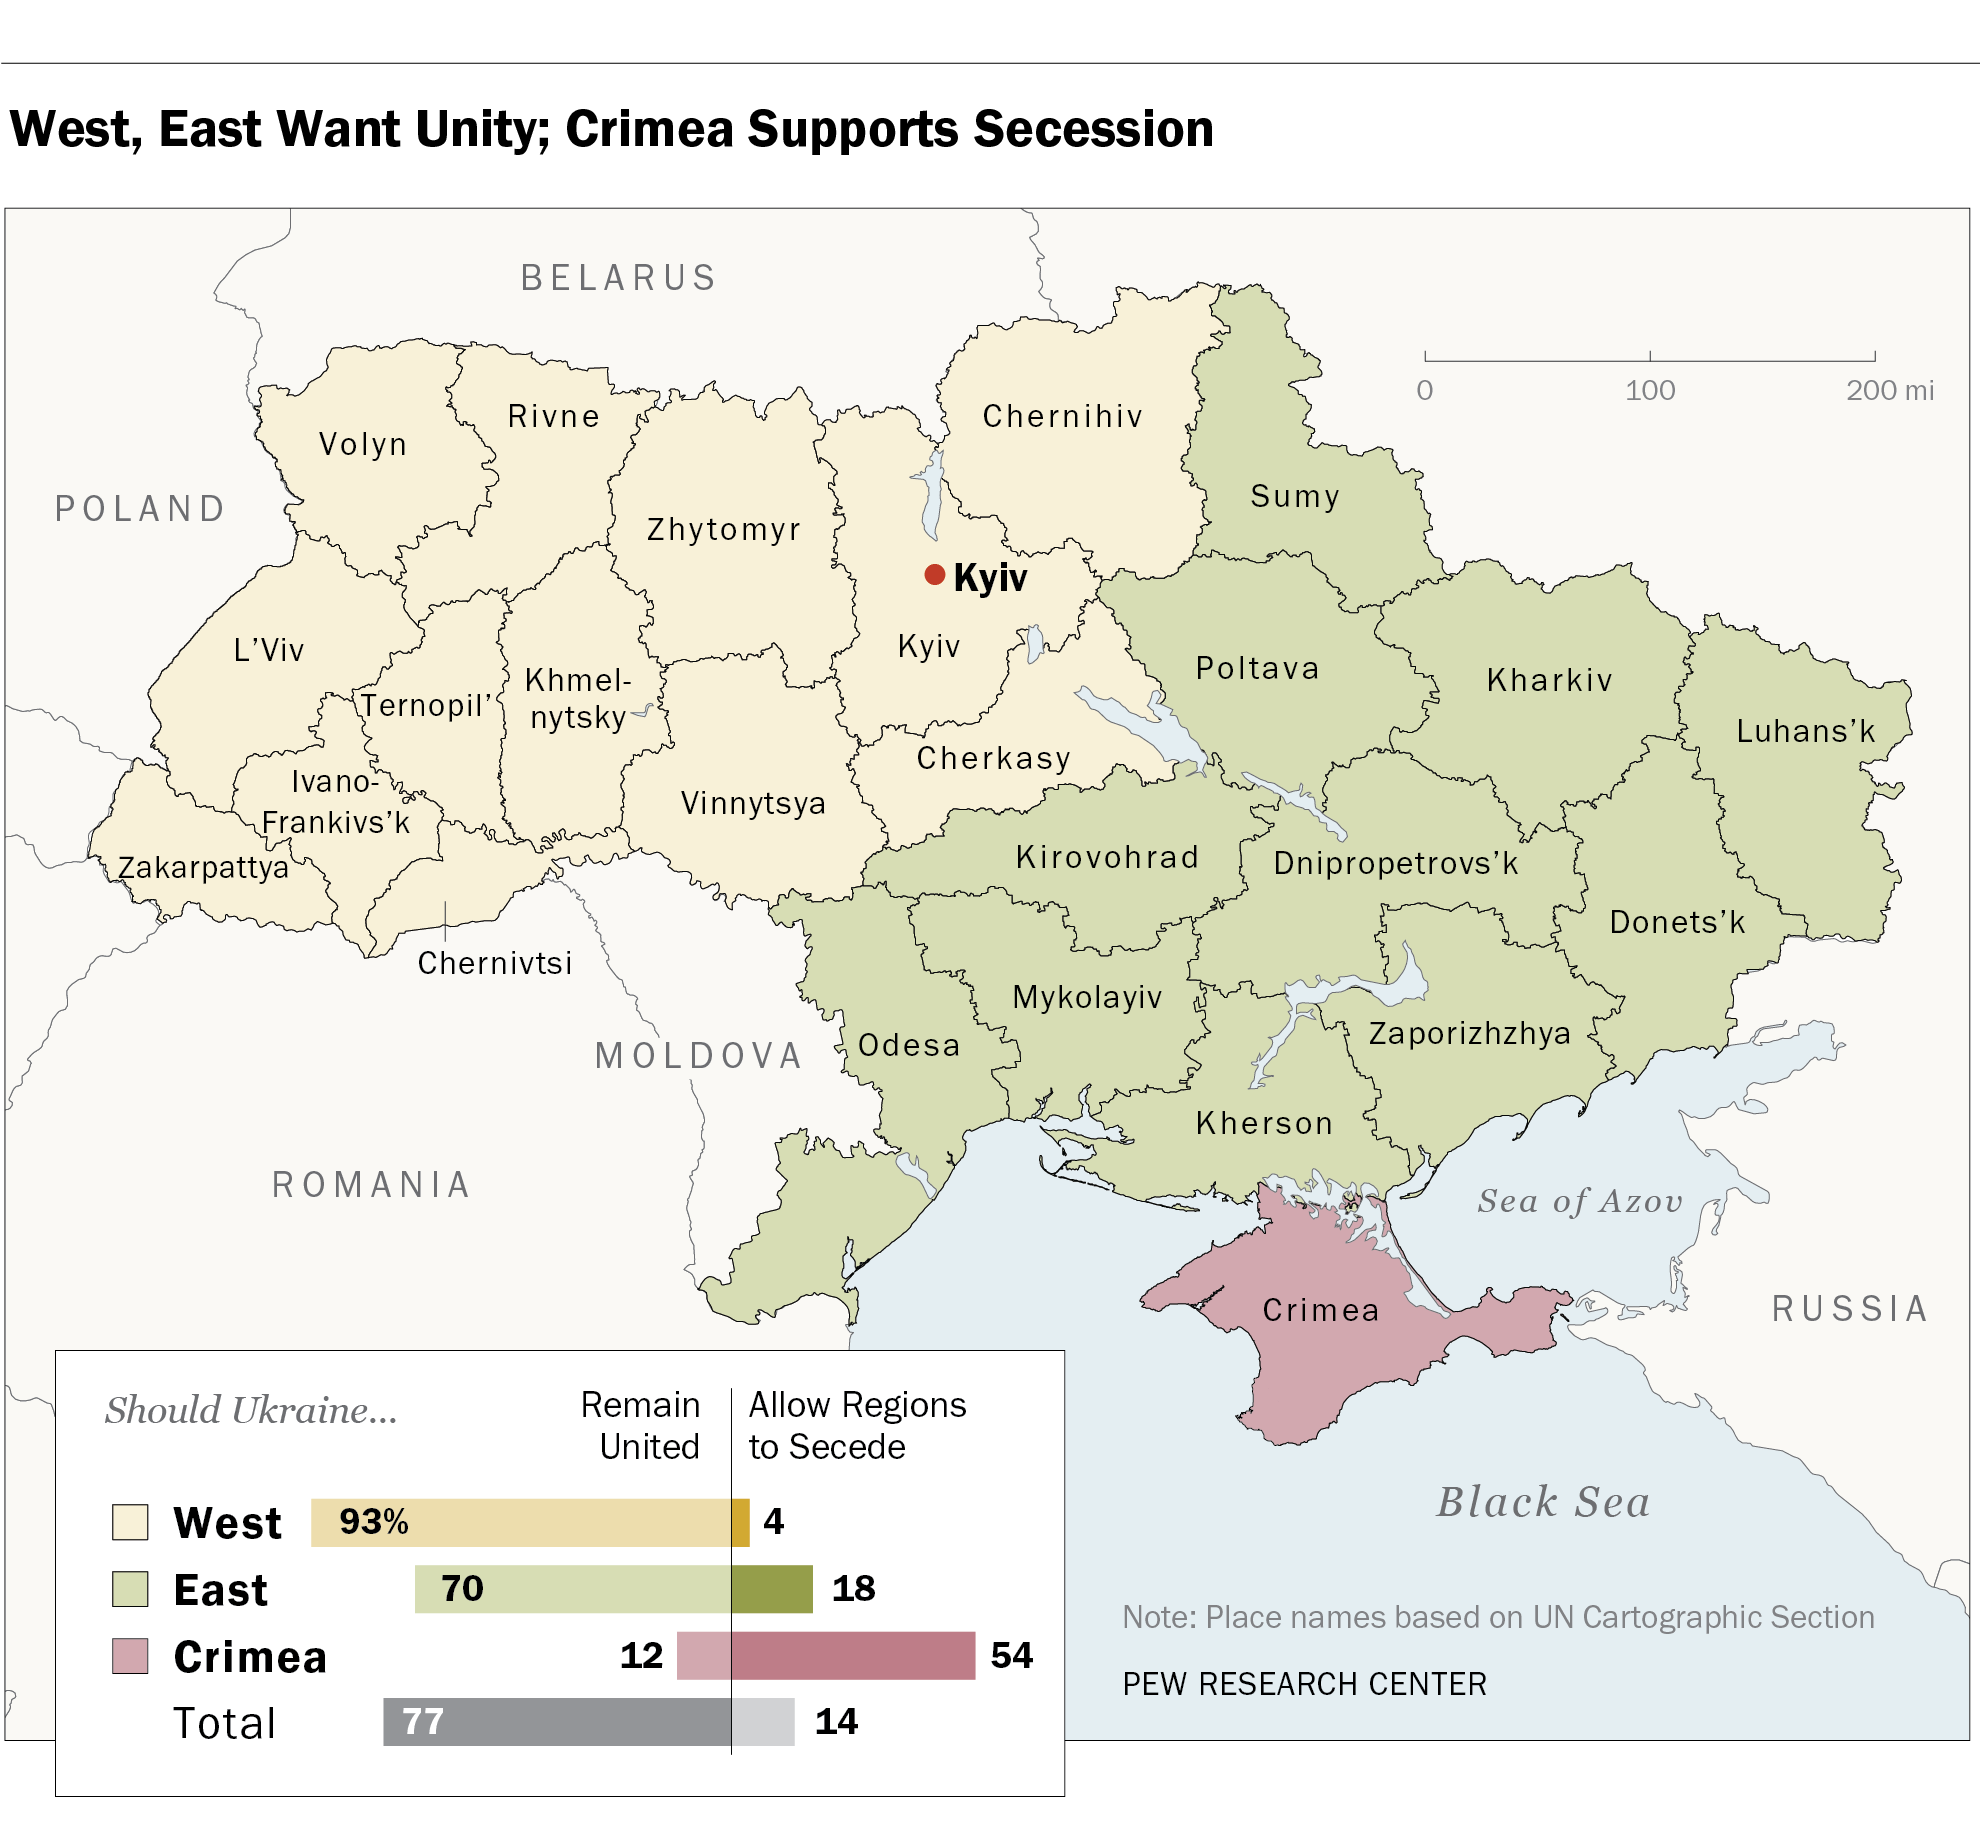 West, East Want Unity; Crimea Supports Secession
BELARUS
0 100 200 mi
Volyn
Rivne
Chernihiv
POLAND
Zhytomyr
Sumy
Kyiv
L’Viv
Kyiv
Ternopil’
Khmel-
nytsky
Poltava
Kharkiv
Luhans’k
Cherkasy
Ivano-
Frankivs’k
Vinnytsya
Zakarpattya
Kirovohrad
Dnipropetrovs’k
Donets’k
Chernivtsi
Mykolayiv
Zaporizhzhya
MOLDOVA
Odesa
Kherson
ROMANIA
Sea of Azov
Crimea
RUSSIA
Black Sea
Should Ukraine...
Remain
United
Allow Regions
to Secede
West 93% 4
East 70 18
Crimea 12 54
Total 77 14
Note: Place names based on UN Cartographic Section
PEW RESEARCH CENTER